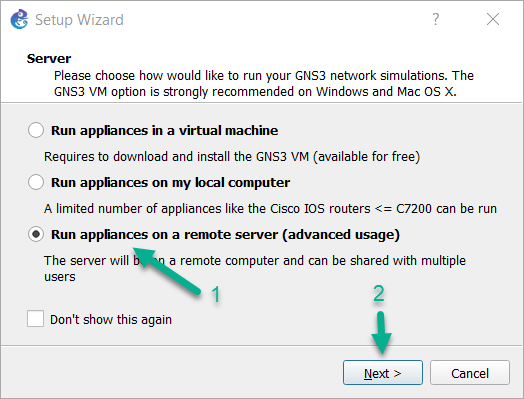 Setup Wizard
Server
Please choose how would like to run your GNS3 network simulations. The
GNS3 VM option is strongly recommended on Windows and Mac OS X.
Run appliances in a virtual machine
Requires to download and install the GNS3 VM (available for free)
Run appliances on my local computer
A limited number of appliances like the Cisco IOS routers <= C7200 can be run
Run appliances on a remote server (advanced usage)
The server will be on a remote computer and can be shared with multiple
users
1
2
Don't show this again
Next >
Cancel